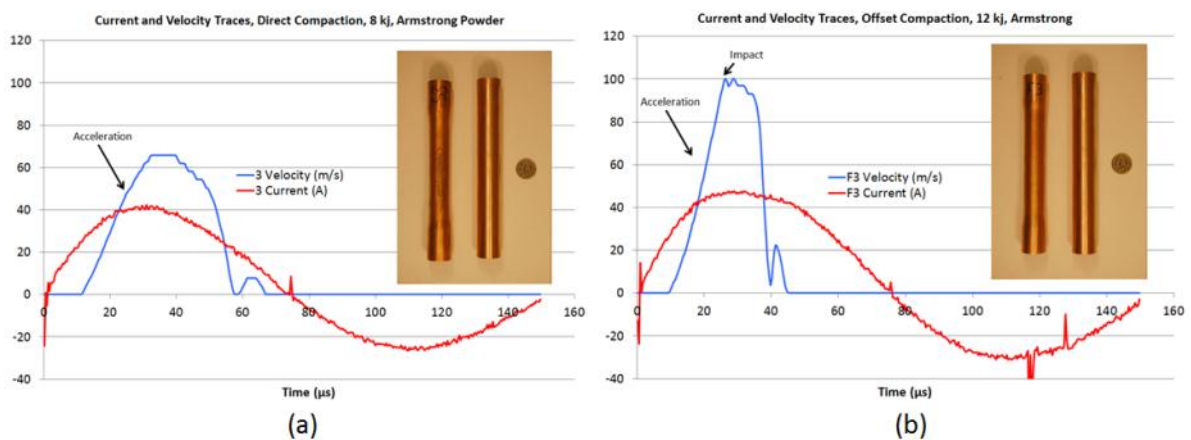 Current and Velocity Traces, Direct Compaction, 8 kj, Armstrong Powder
120
100
80
60
40
20
0
-20
-40
0
20
40
60
80
100
120
140
160
Acceleration
3 Velocity (m/s)
3 Current (A)
Time (µs)
(a)
Current and Velocity Traces, Offset Compaction, 12 kj, Armstrong
120
100
80
60
40
20
0
-20
-40
0
20
40
60
80
100
120
140
160
Impact
Acceleration
F3 Velocity (m/s)
F3 Current (A)
F3
Time (µs)
(b)